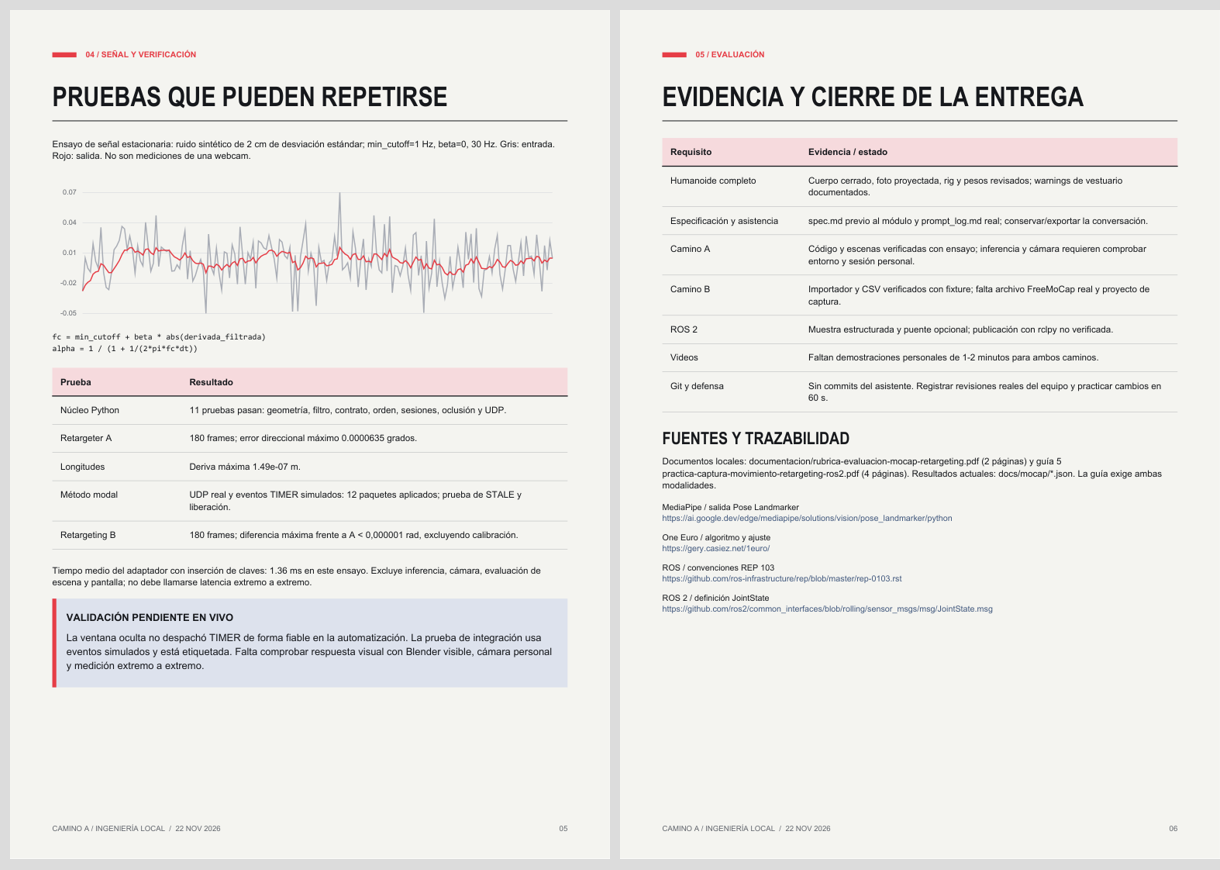 04 / SEÑAL Y VERIFICACIÓN
PRUEBAS QUE PUEDEN REPETIRSE
Ensayo de señal estacionaria: ruido sintético de 2 cm de desviación estándar; min_cutoff=1 Hz, beta=0, 30 Hz. Gris: entrada.
Rojo: salida. No son mediciones de una webcam.
0.07
0.04
0.01
-0.02
-0.05
fc = min_cutoff + beta * abs(derivada_filtrada)
alpha = 1 / (1 + 1/(2*pi*fc*dt))
Prueba Resultado
Núcleo Python 11 pruebas pasan: geometría, filtro, contrato, orden, sesiones, oclusión y UDP.
Retargeter A 180 frames; error direccional máximo 0.0000635 grados.
Longitudes Deriva máxima 1.49e-07 m.
Método modal UDP real y eventos TIMER simulados: 12 paquetes aplicados; prueba de STALE y
liberación.
Retargeting B 180 frames; diferencia máxima frente a A < 0,000001 rad, excluyendo calibración.
Tiempo medio del adaptador con inserción de claves: 1.36 ms en este ensayo. Excluye inferencia, cámara, evaluación de
escena y pantalla; no debe llamarse latencia extremo a extremo.
VALIDACIÓN PENDIENTE EN VIVO
La ventana oculta no despachó TIMER de forma fiable en la automatización. La prueba de integración usa
eventos simulados y está etiquetada. Falta comprobar respuesta visual con Blender visible, cámara personal
y medición extremo a extremo.
CAMINO A / INGENIERÍA LOCAL / 22 NOV 2026 05
05 / EVALUACIÓN
EVIDENCIA Y CIERRE DE LA ENTREGA
Requisito Evidencia / estado
Humanoide completo Cuerpo cerrado, foto proyectada, rig y pesos revisados; warnings de vestuario
documentados.
Especificación y asistencia spec.md previo al módulo y prompt_log.md real; conservar/exportar la conversación.
Camino A Código y escenas verificadas con ensayo; inferencia y cámara requieren comprobar
entorno y sesión personal.
Camino B Importador y CSV verificados con fixture; falta archivo FreeMoCap real y proyecto de
captura.
ROS 2 Muestra estructurada y puente opcional; publicación con rclpy no verificada.
Videos Faltan demostraciones personales de 1-2 minutos para ambos caminos.
Git y defensa Sin commits del asistente. Registrar revisiones reales del equipo y practicar cambios en
60 s.
FUENTES Y TRAZABILIDAD
Documentos locales: documentacion/rubrica-evaluacion-mocap-retargeting.pdf (2 páginas) y guía 5
practica-captura-movimiento-retargeting-ros2.pdf (4 páginas). Resultados actuales: docs/mocap/*.json. La guía exige ambas
modalidades.
MediaPipe / salida Pose Landmarker
https://ai.google.dev/edge/mediapipe/solutions/vision/pose_landmarker/python
One Euro / algoritmo y ajuste
https://gery.casiez.net/1euro/
ROS / convenciones REP 103
https://github.com/ros-infrastructure/rep/blob/master/rep-0103.rst
ROS 2 / definición JointState
https://github.com/ros2/common_interfaces/blob/rolling/sensor_msgs/msg/JointState.msg
CAMINO A / INGENIERÍA LOCAL / 22 NOV 2026 06